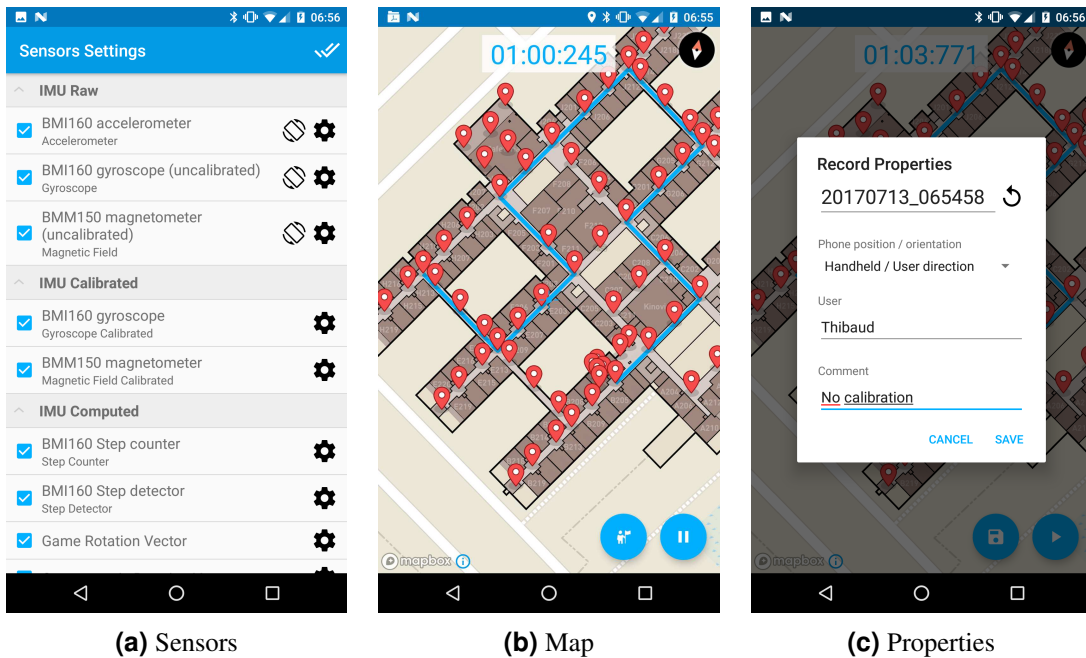 06:56
Sensors Settings
IMU Raw
BMI160 accelerometer
Accelerometer
BMI160 gyroscope (uncalibrated)
Gyroscope
BMM150 magnetometer
(uncalibrated)
Magnetic Field
IMU Calibrated
BMI160 gyroscope
Gyroscope Calibrated
BMM150 magnetometer
Magnetic Field Calibrated
IMU Computed
BMI160 Step counter
Step Counter
BMI160 Step detector
Step Detector
Game Rotation Vector
(a) Sensors
06:55
01:00:245
F206
F207
mapbox
(b) Map
06:56
01:03:771
Record Properties
20170713_065458
Phone position / orientation
Handheld / User direction
User
Thibaud
Comment
No calibration
CANCEL SAVE
mapbox
(c) Properties